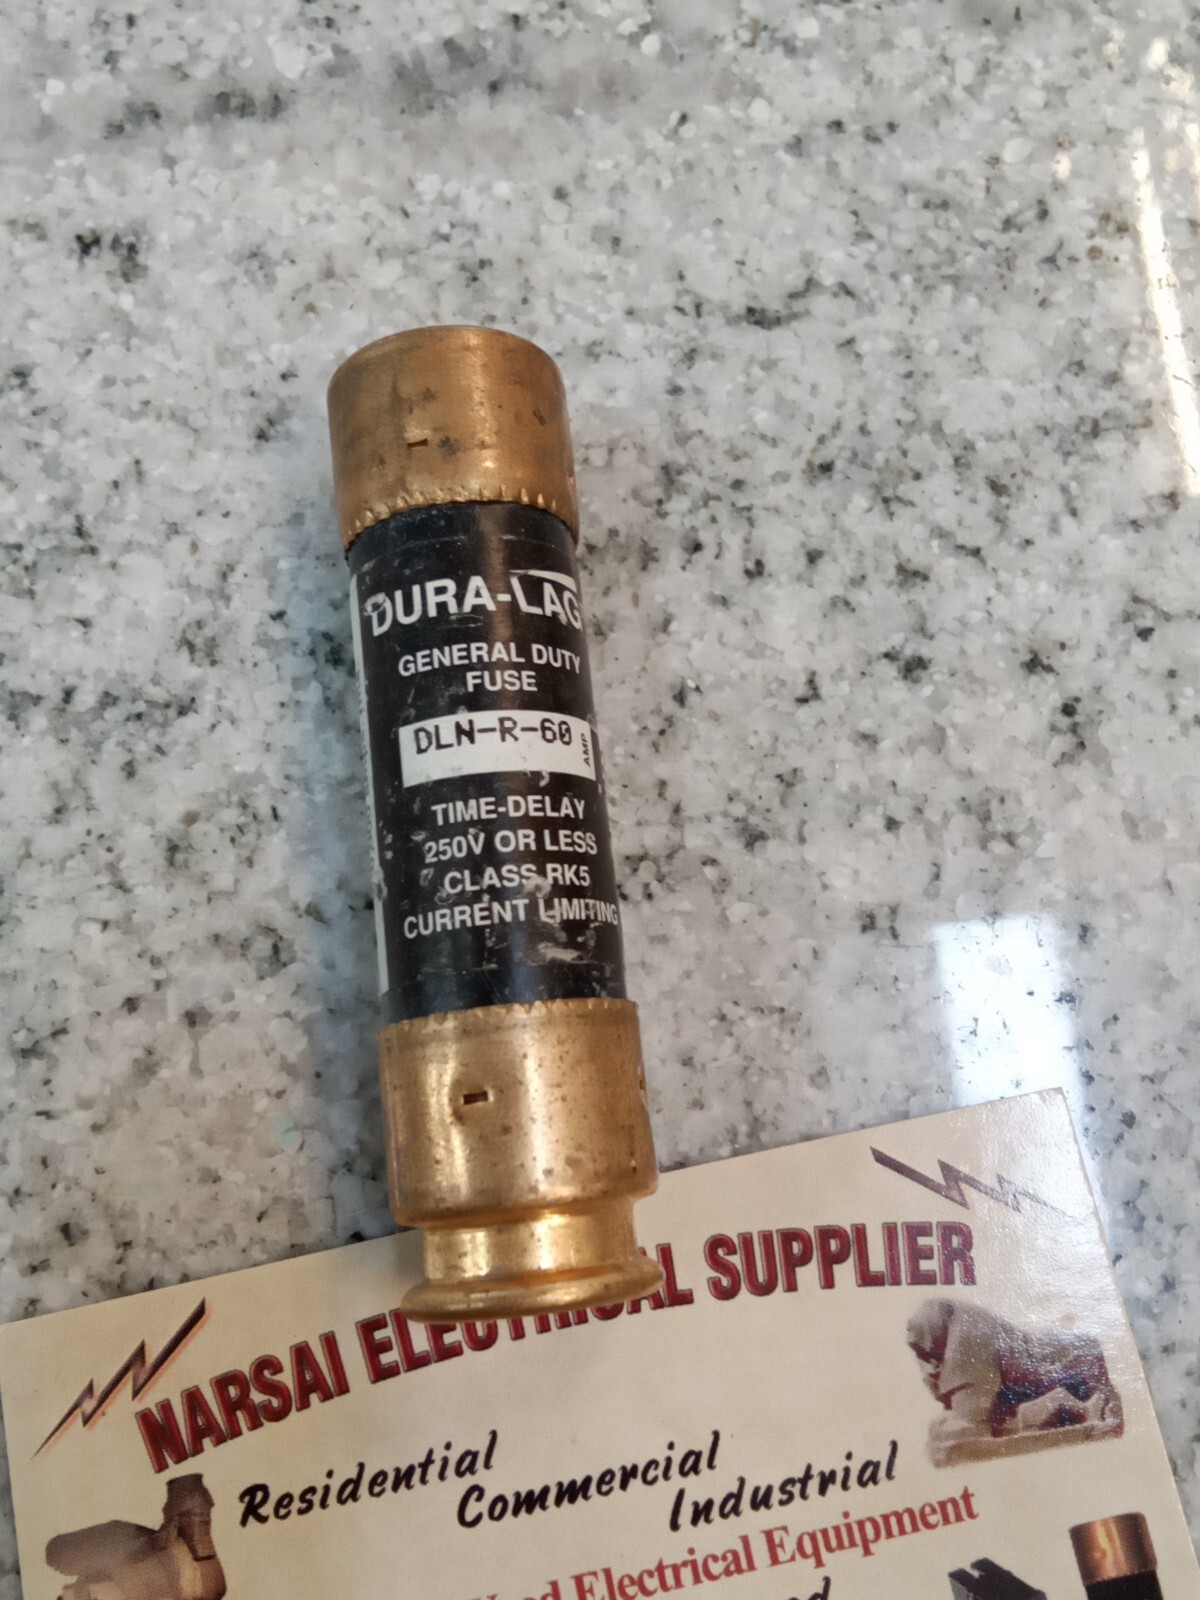 DURA-LAG
GENERAL DUTY
FUSE
DLN-R-60 AMP
TIME-DELAY
250V OR LESS
CLASS RK5
CURRENT LIMITING
NARSAI ELECTRICAL SUPPLIER
Residential
Commercial
Industrial
Electrical Equipment